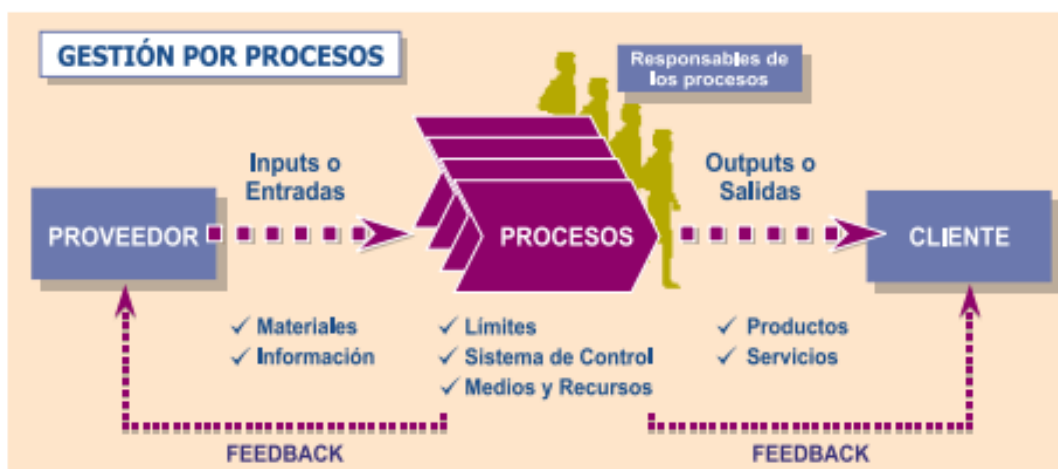 GESTIÓN POR PROCESOS
Responsables de
los procesos
Inputs o
Entradas
Outputs o
Salidas
PROVEEDOR
PROCESOS
CLIENTE
✓ Materiales
✓ Información
✓ Límites
✓ Sistema de Control
✓ Medios y Recursos
✓ Productos
✓ Servicios
FEEDBACK
FEEDBACK